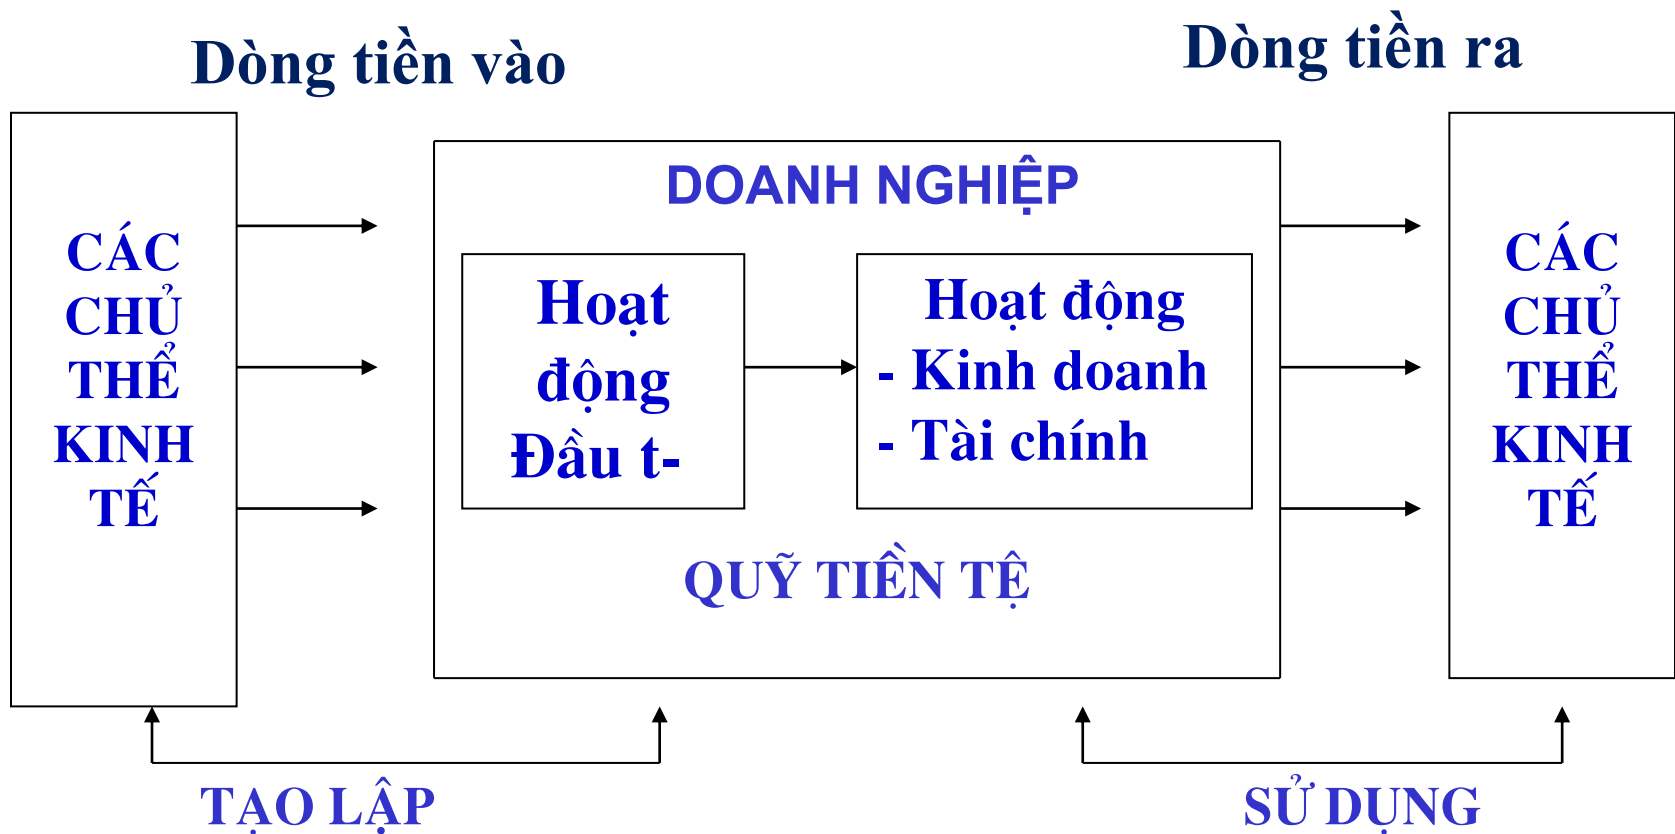 Dòng tiền vào
Dòng tiền ra
CÁC
CHỦ
THỂ
KINH
TẾ
DOANH NGHIỆP
Hoạt
động
Đầu t-
Hoạt động
- Kinh doanh
- Tài chính
QUỸ TIỀN TỆ
CÁC
CHỦ
THỂ
KINH
TẾ
TẠO LẬP
SỬ DỤNG